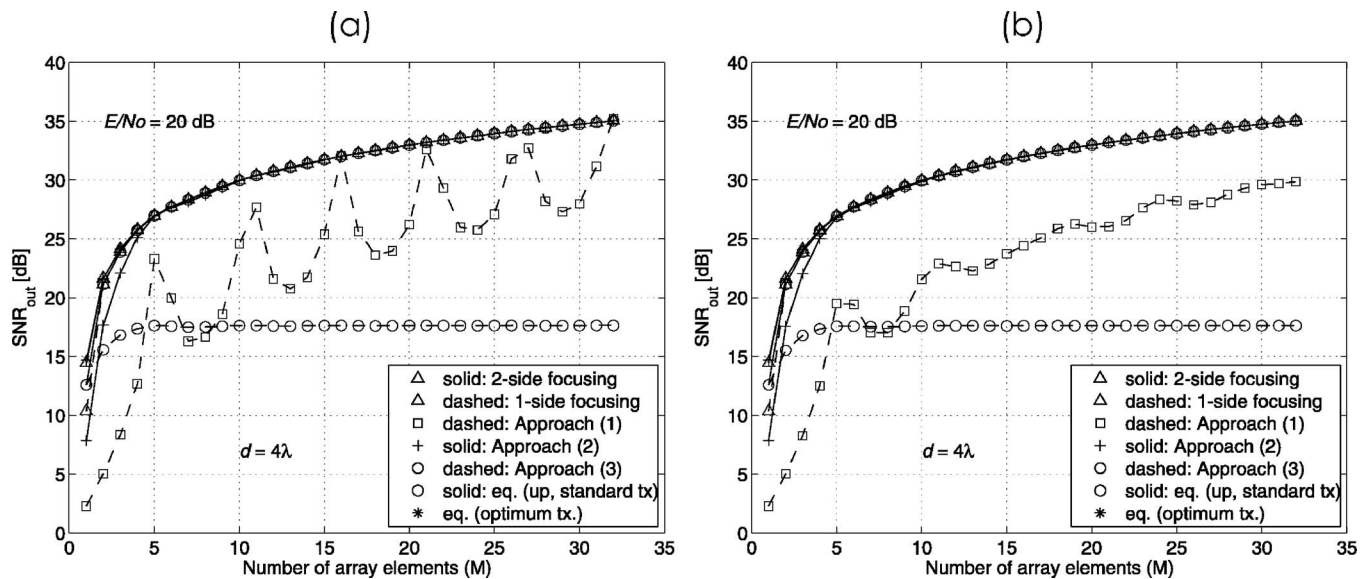 (a)
40
35
30
25
20
15
10
5
0
SNR_out [dB]
E/No = 20 dB
d = 4λ
solid: 2-side focusing
dashed: 1-side focusing
dashed: Approach (1)
solid: Approach (2)
dashed: Approach (3)
solid: eq. (up, standard tx)
eq. (optimum tx.)
0 5 10 15 20 25 30 35
Number of array elements (M)
(b)
40
35
30
25
20
15
10
5
0
SNR_out [dB]
E/No = 20 dB
d = 4λ
solid: 2-side focusing
dashed: 1-side focusing
dashed: Approach (1)
solid: Approach (2)
dashed: Approach (3)
solid: eq. (up, standard tx)
eq. (optimum tx.)
0 5 10 15 20 25 30 35
Number of array elements (M)